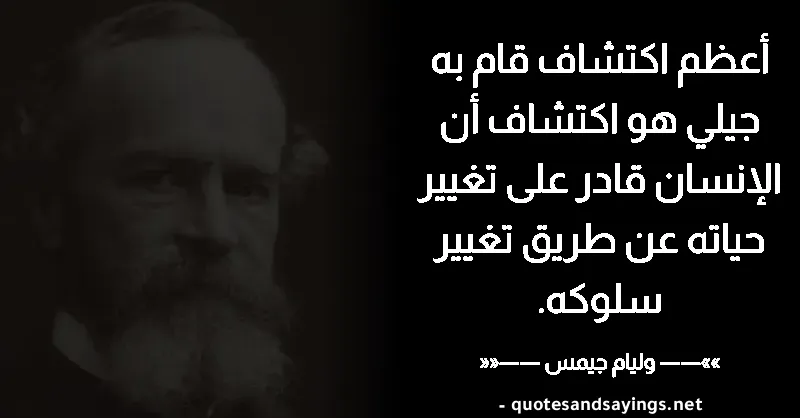 أعظم اكتشاف قام به
جيلي هو اكتشاف أن
الإنسان قادر على تغيير
حياته عن طريق تغيير
سلوكه.
»»—— وليام جيمس ——««
- quotesandsayings.net